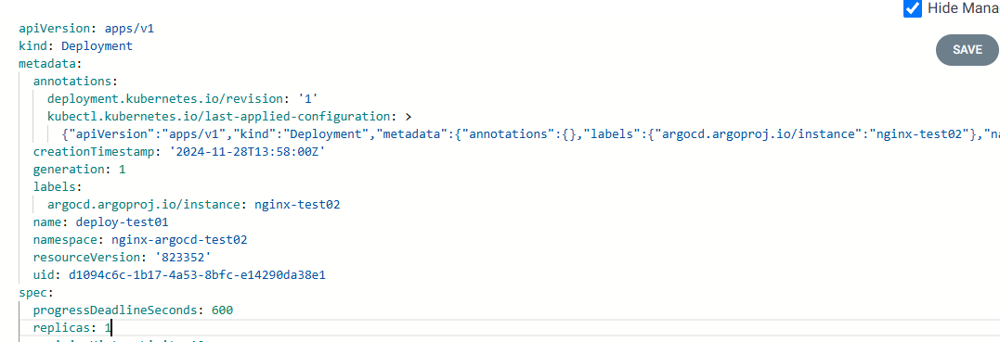 Hide Mana
apiVersion: apps/v1
SAVE
kind: Deployment
metadata:
annotations:
deployment.kubernetes.io/revision: '1'
kubectl.kubernetes.io/last-applied-configuration: >
{"apiVersion":"apps/v1","kind":"Deployment","metadata":{"annotations":{},"labels":{"argocd.argoproj.io/instance":"nginx-test02"},"na
creationTimestamp: '2024-11-28T13:58:00Z'
generation: 1
labels:
argocd.argoproj.io/instance: nginx-test02
name: deploy-test01
namespace: nginx-argocd-test02
resourceVersion: '823352'
uid: d1094c6c-1b17-4a53-8bfc-e14290da38e1
spec:
progressDeadlineSeconds: 600
replicas: 1